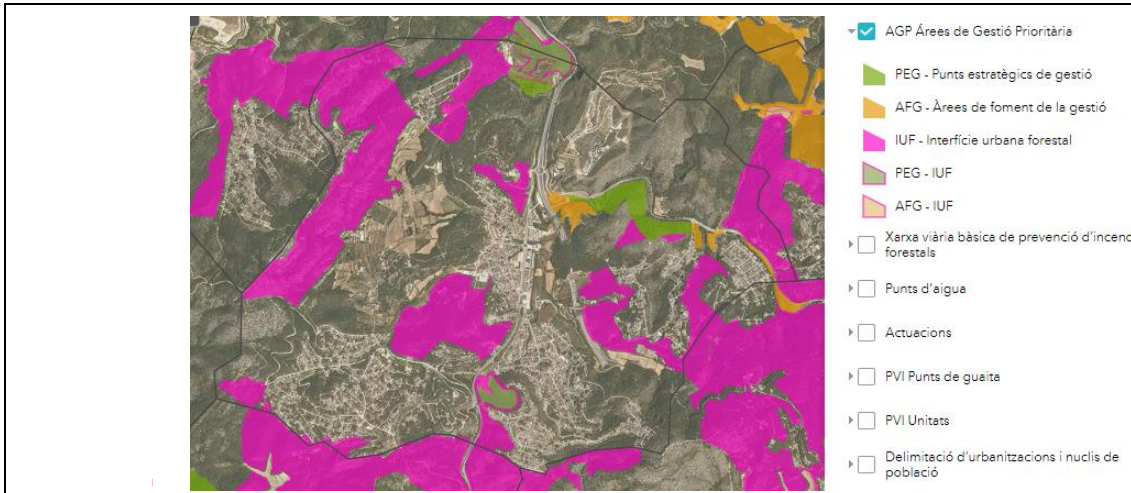 AGP Árees de Gestió Prioritària
PEG - Punts estratègics de gestió
AFG - Àrees de foment de la gestió
IUF - Interfície urbana forestal
PEG - IUF
AFG - IUF
Xarxa viària bàsica de prevenció d'incenc
forestals
Punts d'aigua
Actuacions
PVI Punts de guaita
PVI Unitats
Delimitació d'urbanitzacions i nuclis de
població